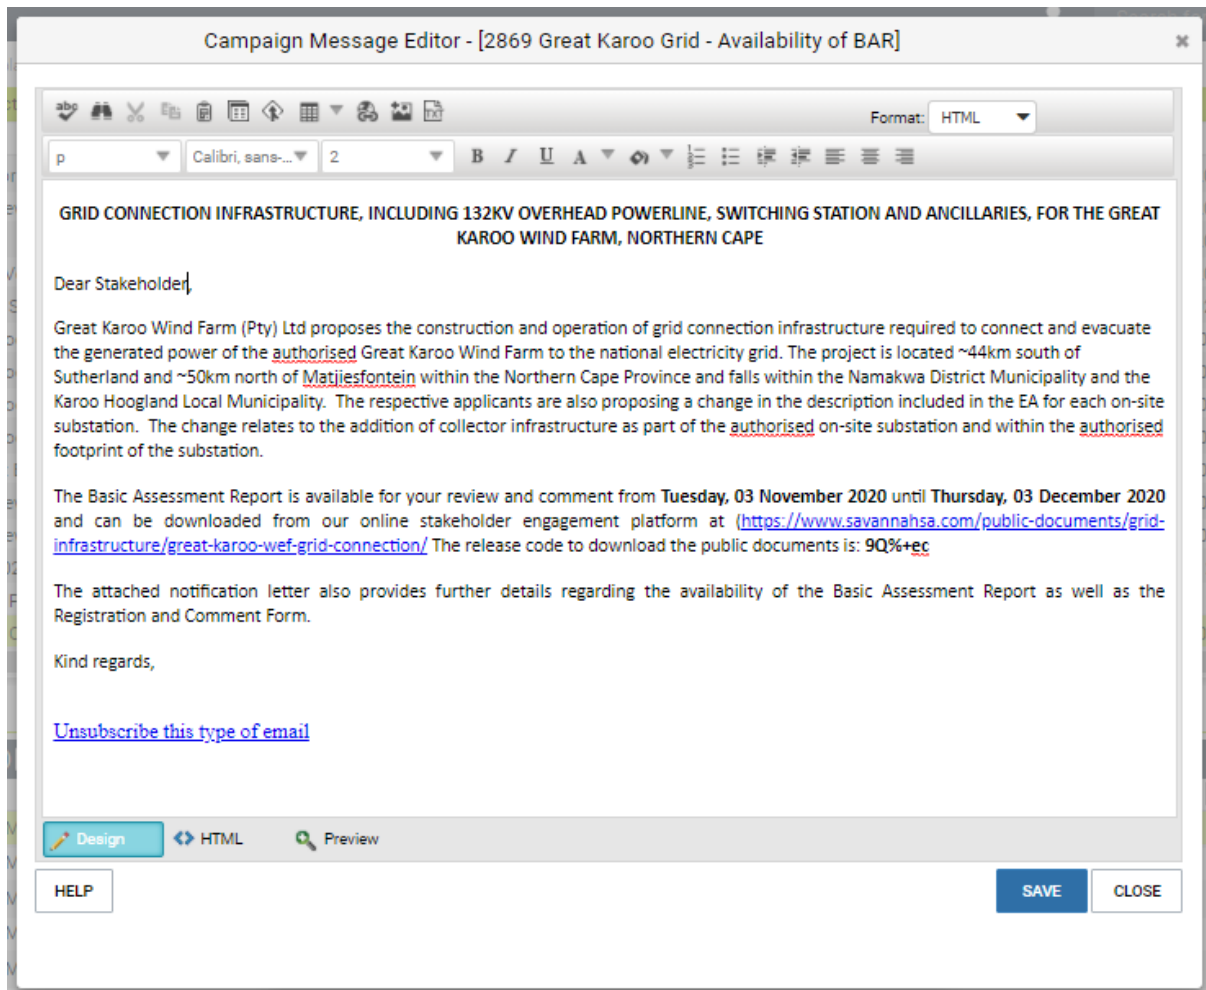 Campaign Message Editor - [2869 Great Karoo Grid - Availability of BAR]
Format: HTML
p Calibri, sans-... 2 B I U A
GRID CONNECTION INFRASTRUCTURE, INCLUDING 132KV OVERHEAD POWERLINE, SWITCHING STATION AND ANCILLARIES, FOR THE GREAT
KAROO WIND FARM, NORTHERN CAPE
Dear Stakeholder,
Great Karoo Wind Farm (Pty) Ltd proposes the construction and operation of grid connection infrastructure required to connect and evacuate
the generated power of the authorised Great Karoo Wind Farm to the national electricity grid. The project is located ~44km south of
Sutherland and ~50km north of Matjiesfontein within the Northern Cape Province and falls within the Namakwa District Municipality and the
Karoo Hoogland Local Municipality.  The respective applicants are also proposing a change in the description included in the EA for each on-site
substation.  The change relates to the addition of collector infrastructure as part of the authorised on-site substation and within the authorised
footprint of the substation.
The Basic Assessment Report is available for your review and comment from Tuesday, 03 November 2020 until Thursday, 03 December 2020
and can be downloaded from our online stakeholder engagement platform at (https://www.savannahsa.com/public-documents/grid-
infrastructure/great-karoo-wef-grid-connection/ The release code to download the public documents is: 9Q%+ec
The attached notification letter also provides further details regarding the availability of the Basic Assessment Report as well as the
Registration and Comment Form.
Kind regards,
Unsubscribe this type of email
Design HTML Preview
HELP SAVE CLOSE